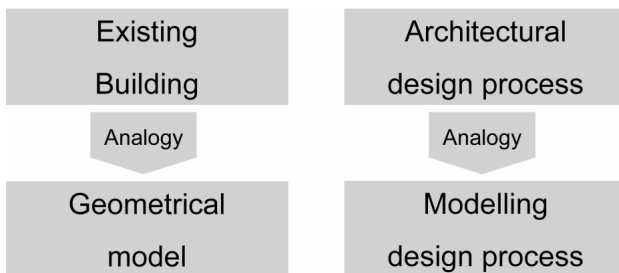 Existing
Building
Analogy
Geometrical
model
Architectural
design process
Analogy
Modelling
design process